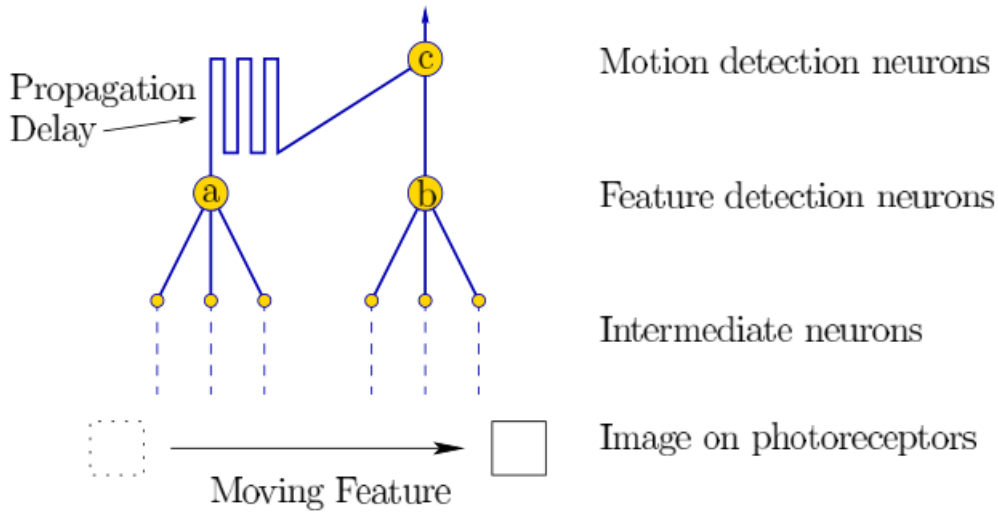 c
Motion detection neurons
Propagation
Delay
a
b
Feature detection neurons
Intermediate neurons
Image on photoreceptors
Moving Feature